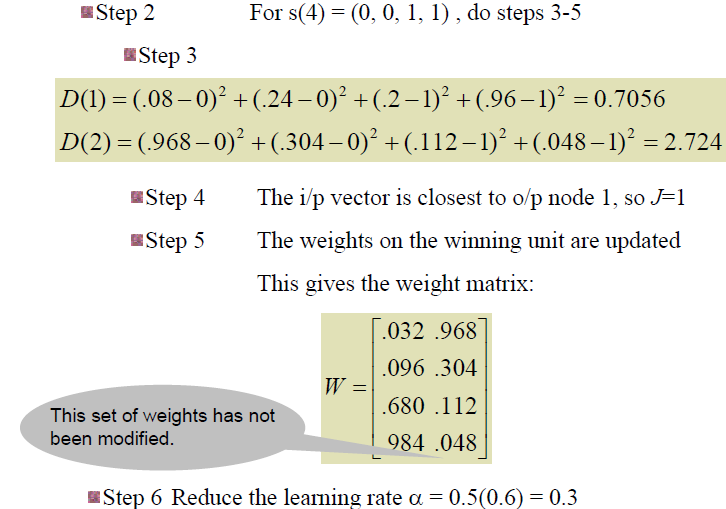 Step 2 For s(4) = (0, 0, 1, 1) , do steps 3-5
Step 3
D(1) = (.08 – 0)² + (.24 – 0)² + (.2 – 1)² + (.96 – 1)² = 0.7056
D(2) = (.968 – 0)² + (.304 – 0)² + (.112 – 1)² + (.048 – 1)² = 2.724
Step 4 The i/p vector is closest to o/p node 1, so J=1
Step 5 The weights on the winning unit are updated
This gives the weight matrix:
.032 .968
.096 .304
W =
.680 .112
984 .048
This set of weights has not
been modified.
Step 6 Reduce the learning rate α = 0.5(0.6) = 0.3